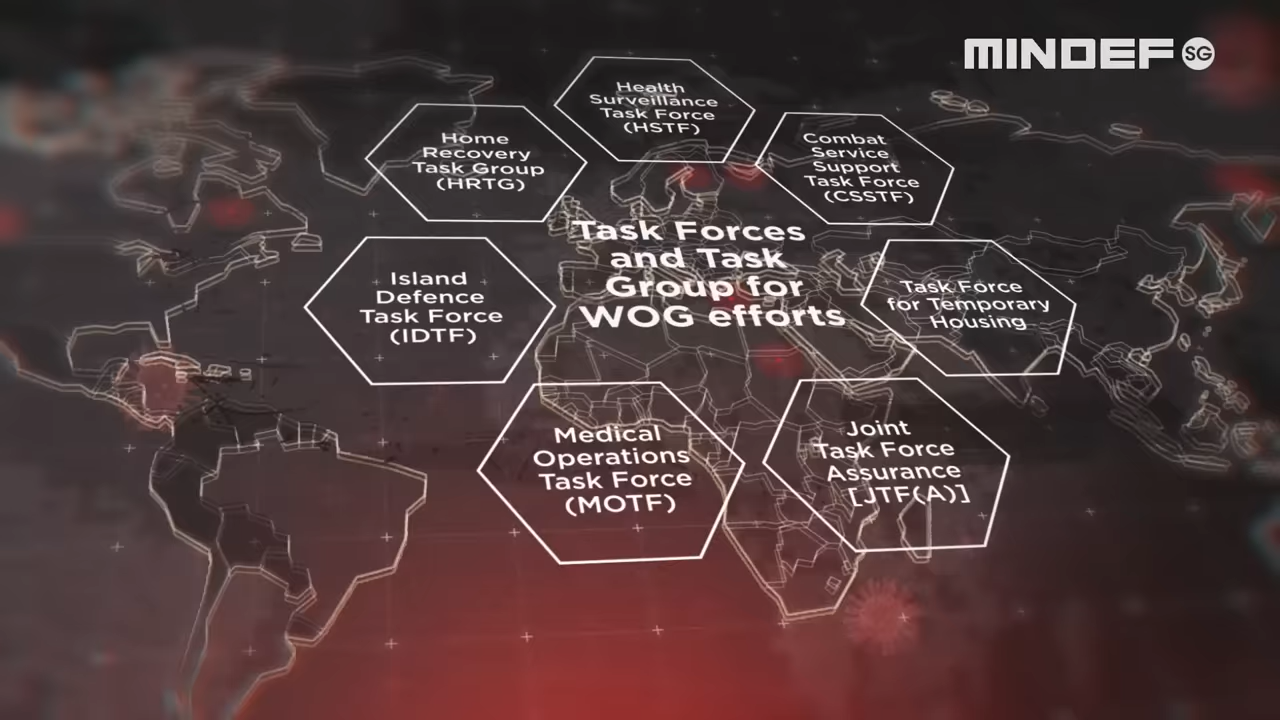 MINDEF SG
Health
Surveillance
Task Force
(HSTF)
Home
Recovery
Task Group
(HRTG)
Combat
Service
Support
Task Force
(CSSTF)
Task Forces
and Task
Group for
WOG efforts
Island
Defence
Task Force
(IDTF)
Task Force
for Temporary
Housing
Medical
Operations
Task Force
(MOTF)
Joint
Task Force
Assurance
[JTF(A)]